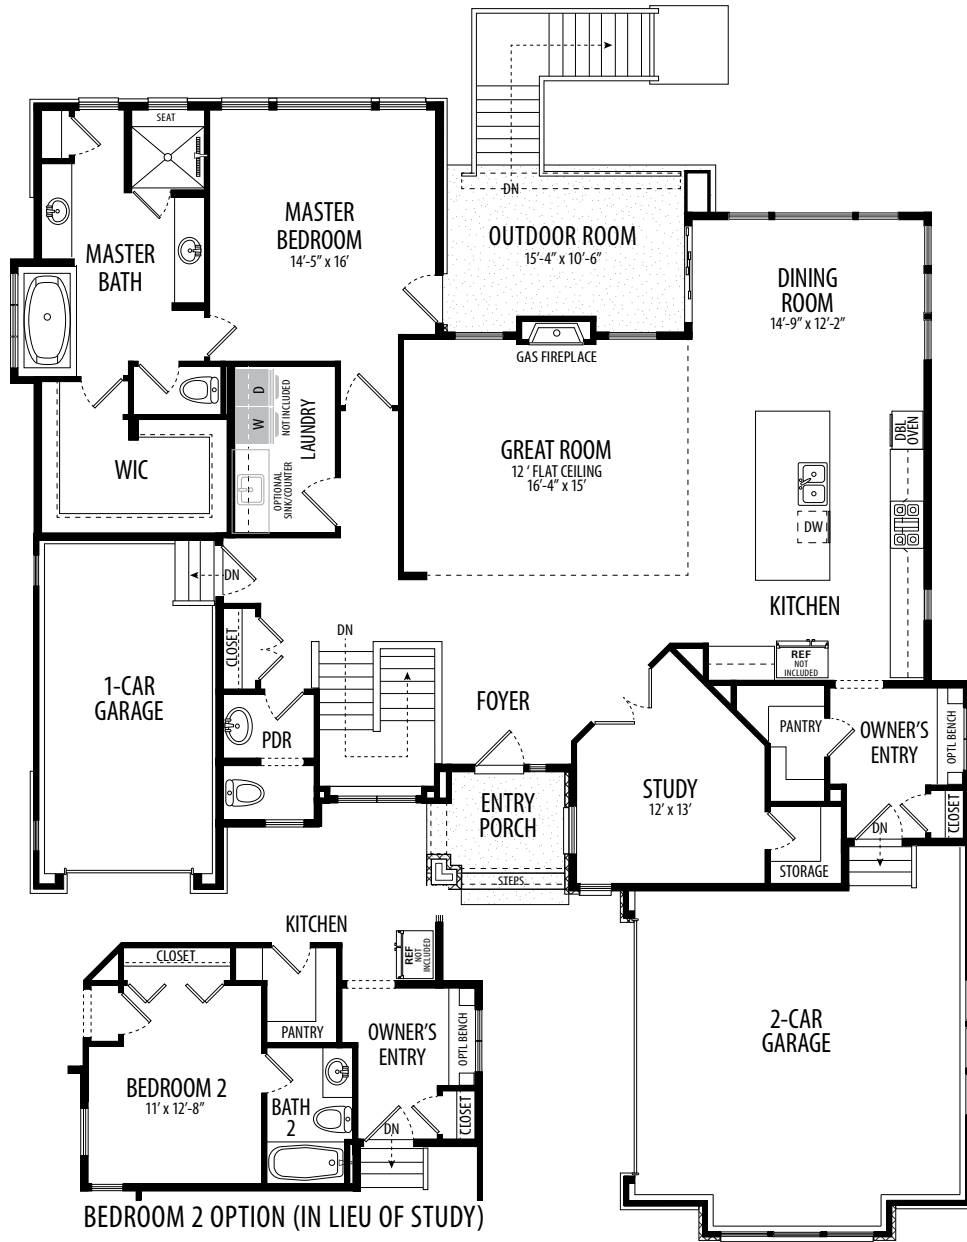 SEAT
DN
MASTER
BEDROOM
14'-5" x 16'
OUTDOOR ROOM
15'-4" x 10'-6"
MASTER
BATH
DINING
ROOM
14'-9" x 12'-2"
GAS FIREPLACE
D
W
NOT INCLUDED
LAUNDRY
OPTIONAL
SINK/COUNTER
WIC
GREAT ROOM
12 ' FLAT CEILING
16'-4" x 15'
DBL
OVEN
DW
KITCHEN
DN
CLOSET
DN
REF
NOT
INCLUDED
1-CAR
GARAGE
FOYER
PDR
PANTRY
OWNER'S
ENTRY
OPTL BENCH
STUDY
12' x 13'
ENTRY
PORCH
STEPS
DN
CLOSET
STORAGE
2-CAR
GARAGE
KITCHEN
CLOSET
REF
NOT
INCLUDED
PANTRY
OWNER'S
ENTRY
OPTL BENCH
BEDROOM 2
11' x 12'-8"
BATH
2
DN
CLOSET
BEDROOM 2 OPTION (IN LIEU OF STUDY)